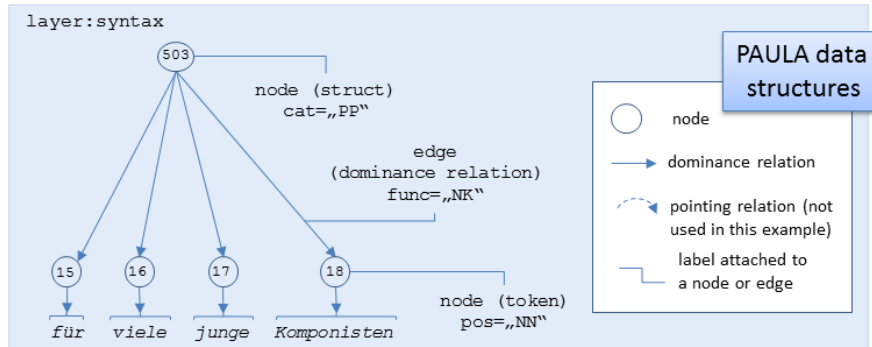 layer:syntax
PAULA data
structures
503
node (struct)
cat=„PP“
edge
(dominance relation)
func=„NK“
15
16
17
18
node (token)
pos=„NN“
für
viele
junge
Komponisten
node
dominance relation
pointing relation (not
used in this example)
label attached to
a node or edge